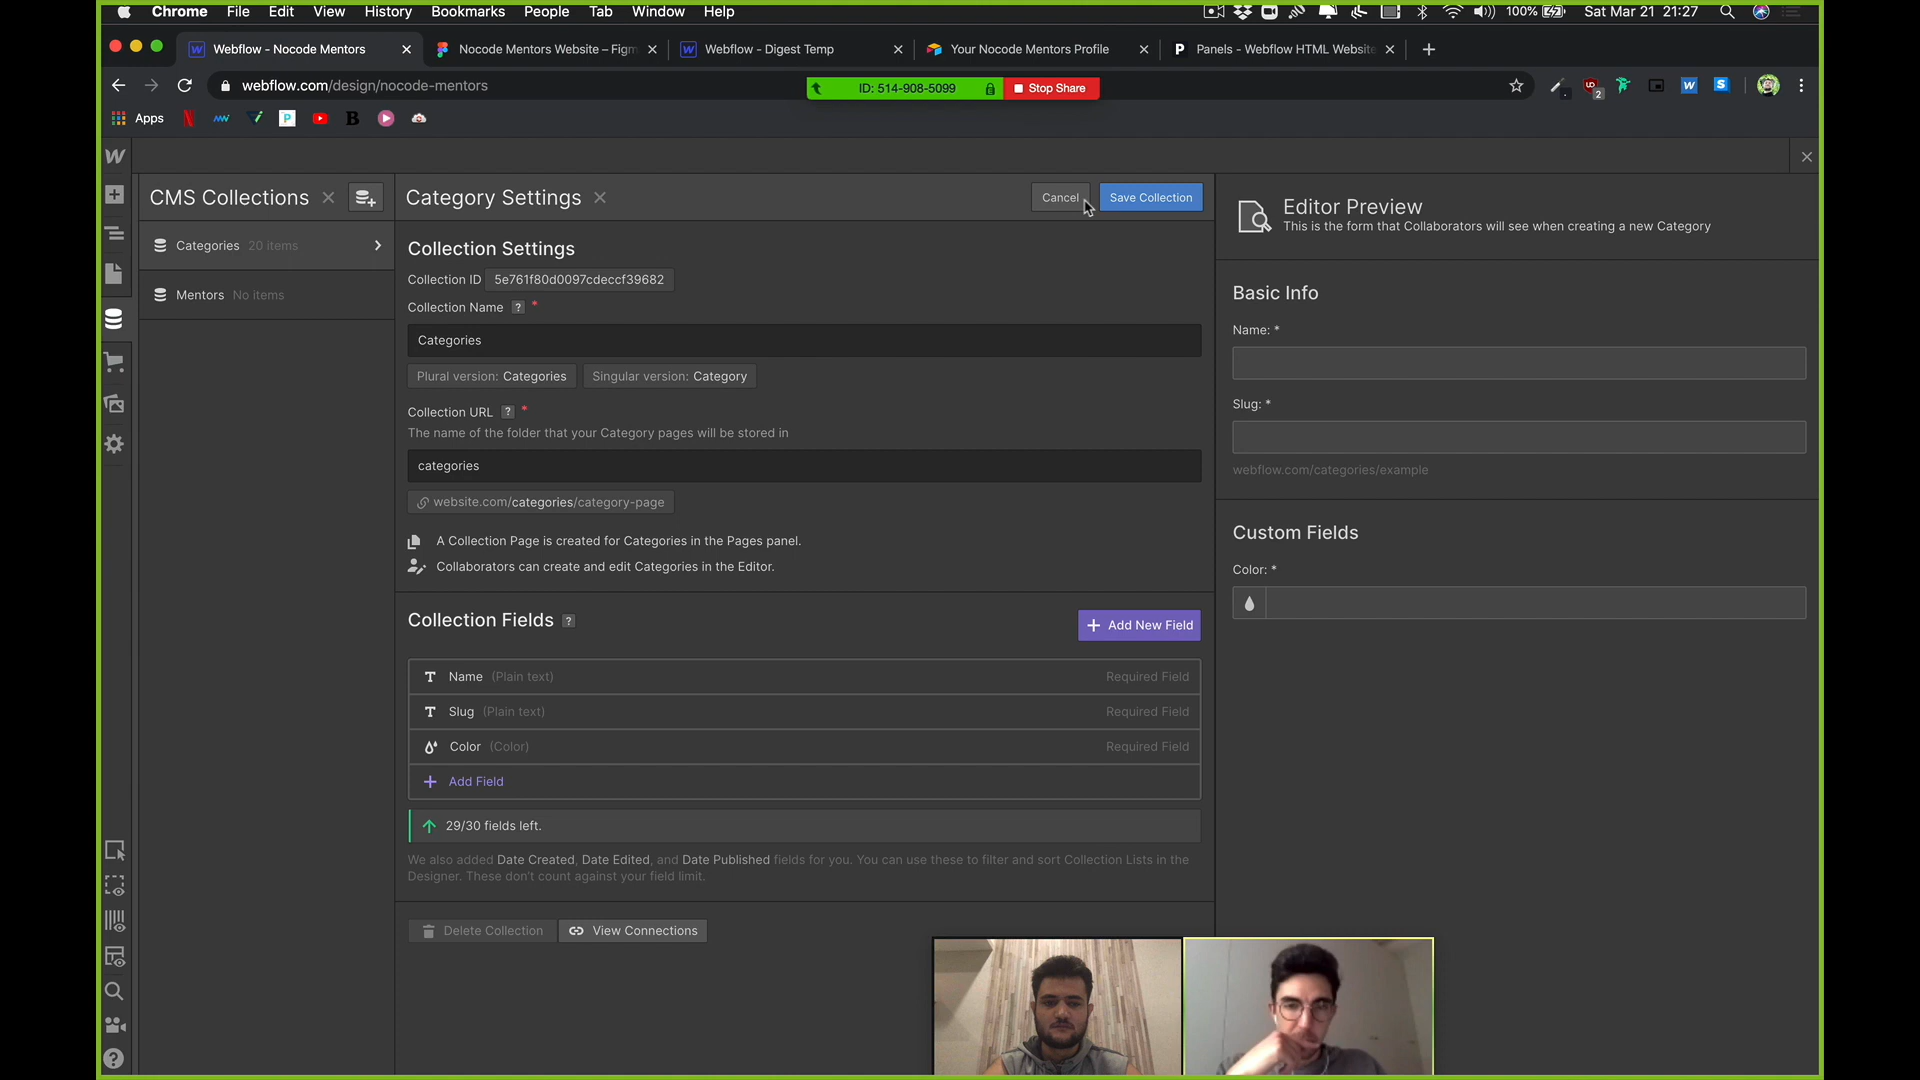 Chrome File Edit View History Bookmarks People Tab Window Help 100% Sat Mar 21 21:27
Webflow - Nocode Mentors Nocode Mentors Website – Figm Webflow - Digest Temp Your Nocode Mentors Profile Panels - Webflow HTML Website
webflow.com/design/nocode-mentors
ID: 514-908-5099 Stop Share
Apps
CMS Collections
Category Settings
Cancel
Save Collection
Editor Preview
This is the form that Collaborators will see when creating a new Category
Categories 20 items
Mentors No items
Collection Settings
Collection ID 5e761f80d0097cdeccf39682
Collection Name ? *
Categories
Plural version: Categories Singular version: Category
Collection URL ? *
The name of the folder that your Category pages will be stored in
categories
website.com/categories/category-page
A Collection Page is created for Categories in the Pages panel.
Collaborators can create and edit Categories in the Editor.
Collection Fields ?
+ Add New Field
Name (Plain text) Required Field
Slug (Plain text) Required Field
Color (Color) Required Field
+ Add Field
29/30 fields left.
We also added Date Created, Date Edited, and Date Published fields for you. You can use these to filter and sort Collection Lists in the
Designer. These don't count against your field limit.
Delete Collection View Connections
Basic Info
Name: *
Slug: *
webflow.com/categories/example
Custom Fields
Color: *